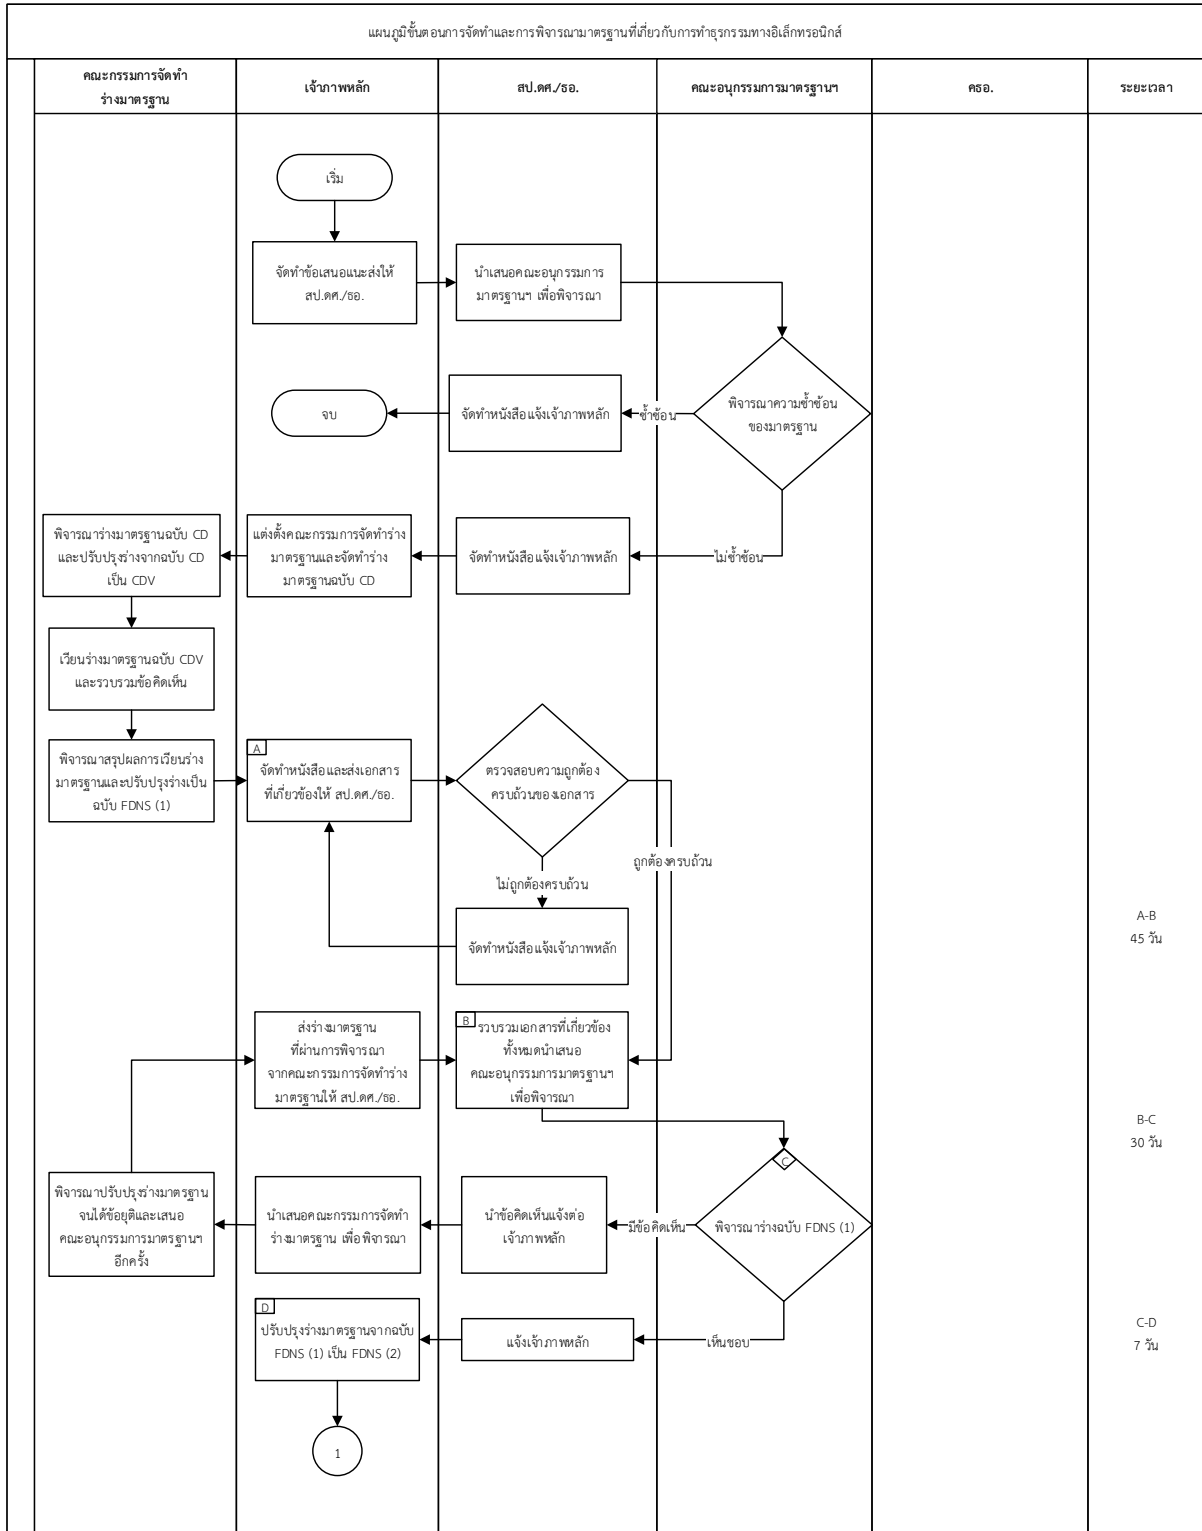 แผนภูมิขั้นตอนการจัดทำและการพิจารณามาตรฐานที่เกี่ยวกับการทำธุรกรรมทางอิเล็กทรอนิกส์
คณะกรรมการจัดทำ
ร่างมาตรฐาน
เจ้าภาพหลัก
สป.ดศ./ธอ.
คณะอนุกรรมการมาตรฐานฯ
คธอ.
ระยะเวลา
เริ่ม
จัดทำข้อเสนอแนะส่งให้
สป.ดศ./ธอ.
นำเสนอคณะอนุกรรมการ
มาตรฐานฯ เพื่อพิจารณา
พิจารณาความซ้ำซ้อน
ของมาตรฐาน
ซ้ำซ้อน
จัดทำหนังสือแจ้งเจ้าภาพหลัก
จบ
ไม่ซ้ำซ้อน
จัดทำหนังสือแจ้งเจ้าภาพหลัก
แต่งตั้งคณะกรรมการจัดทำร่าง
มาตรฐานและจัดทำร่าง
มาตรฐานฉบับ CD
พิจารณาร่างมาตรฐานฉบับ CD
และปรับปรุงร่างจากฉบับ CD
เป็น CDV
เวียนร่างมาตรฐานฉบับ CDV
และรวบรวมข้อคิดเห็น
พิจารณาสรุปผลการเวียนร่าง
มาตรฐานและปรับปรุงร่างเป็น
ฉบับ FDNS (1)
A
จัดทำหนังสือและส่งเอกสาร
ที่เกี่ยวข้องให้ สป.ดศ./ธอ.
ตรวจสอบความถูกต้อง
ครบถ้วนของเอกสาร
ถูกต้องครบถ้วน
ไม่ถูกต้องครบถ้วน
จัดทำหนังสือแจ้งเจ้าภาพหลัก
A-B
45 วัน
ส่งร่างมาตรฐาน
ที่ผ่านการพิจารณา
จากคณะกรรมการจัดทำร่าง
มาตรฐานให้ สป.ดศ./ธอ.
B
รวบรวมเอกสารที่เกี่ยวข้อง
ทั้งหมดนำเสนอ
คณะอนุกรรมการมาตรฐานฯ
เพื่อพิจารณา
B-C
30 วัน
C
พิจารณาร่างฉบับ FDNS (1)
มีข้อคิดเห็น
นำข้อคิดเห็นแจ้งต่อ
เจ้าภาพหลัก
นำเสนอคณะกรรมการจัดทำ
ร่างมาตรฐาน เพื่อพิจารณา
พิจารณาปรับปรุงร่างมาตรฐาน
จนได้ข้อยุติและเสนอ
คณะอนุกรรมการมาตรฐานฯ
อีกครั้ง
เห็นชอบ
แจ้งเจ้าภาพหลัก
D
ปรับปรุงร่างมาตรฐานจากฉบับ
FDNS (1) เป็น FDNS (2)
C-D
7 วัน
1